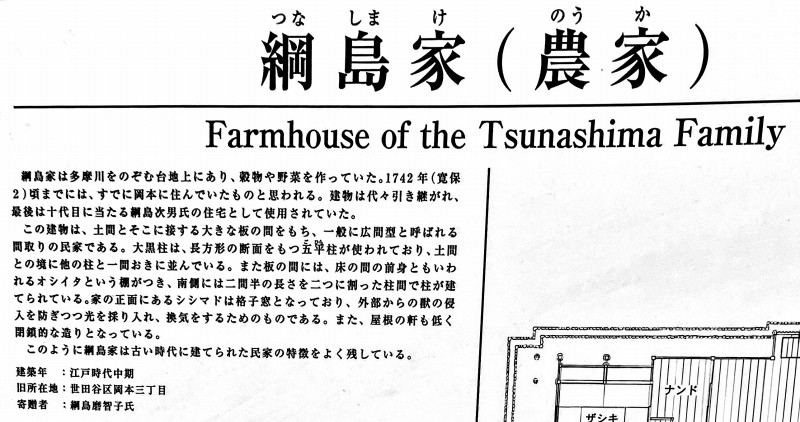 つな しま け のう か
綱島家(農家)
Farmhouse of the Tsunashima Family
綱島家は多摩川をのぞむ台地上にあり、穀物や野菜を作っていた。1742年(寛保
2)頃までには、すでに岡本に住んでいたものと思われる。建物は代々引き継がれ、
最後は十代目に当たる綱島次男氏の住宅として使用されていた。
この建物は、土間とそこに接する大きな板の間をもち、一般に広間型と呼ばれる
間取りの民家である。大黒柱は、長方形の断面をもつ五平柱が使われており、土間
との境に他の柱と一間おきに並んでいる。また板の間には、床の間の前身ともいわ
れるオシイタという棚がつき、南側には二間半の長さを二つに割った柱間で柱が建
てられている。家の正面にあるシシマドは格子窓となっており、外部からの獣の侵
入を防ぎつつ光を採り入れ、換気をするためのものである。また、屋根の軒も低く
閉鎖的な造りとなっている。
このように綱島家は古い時代に建てられた民家の特徴をよく残している。
建築年 :江戸時代中期
旧所在地:世田谷区岡本三丁目
寄贈者 :綱島磨智子氏
ナンド
ザシキ